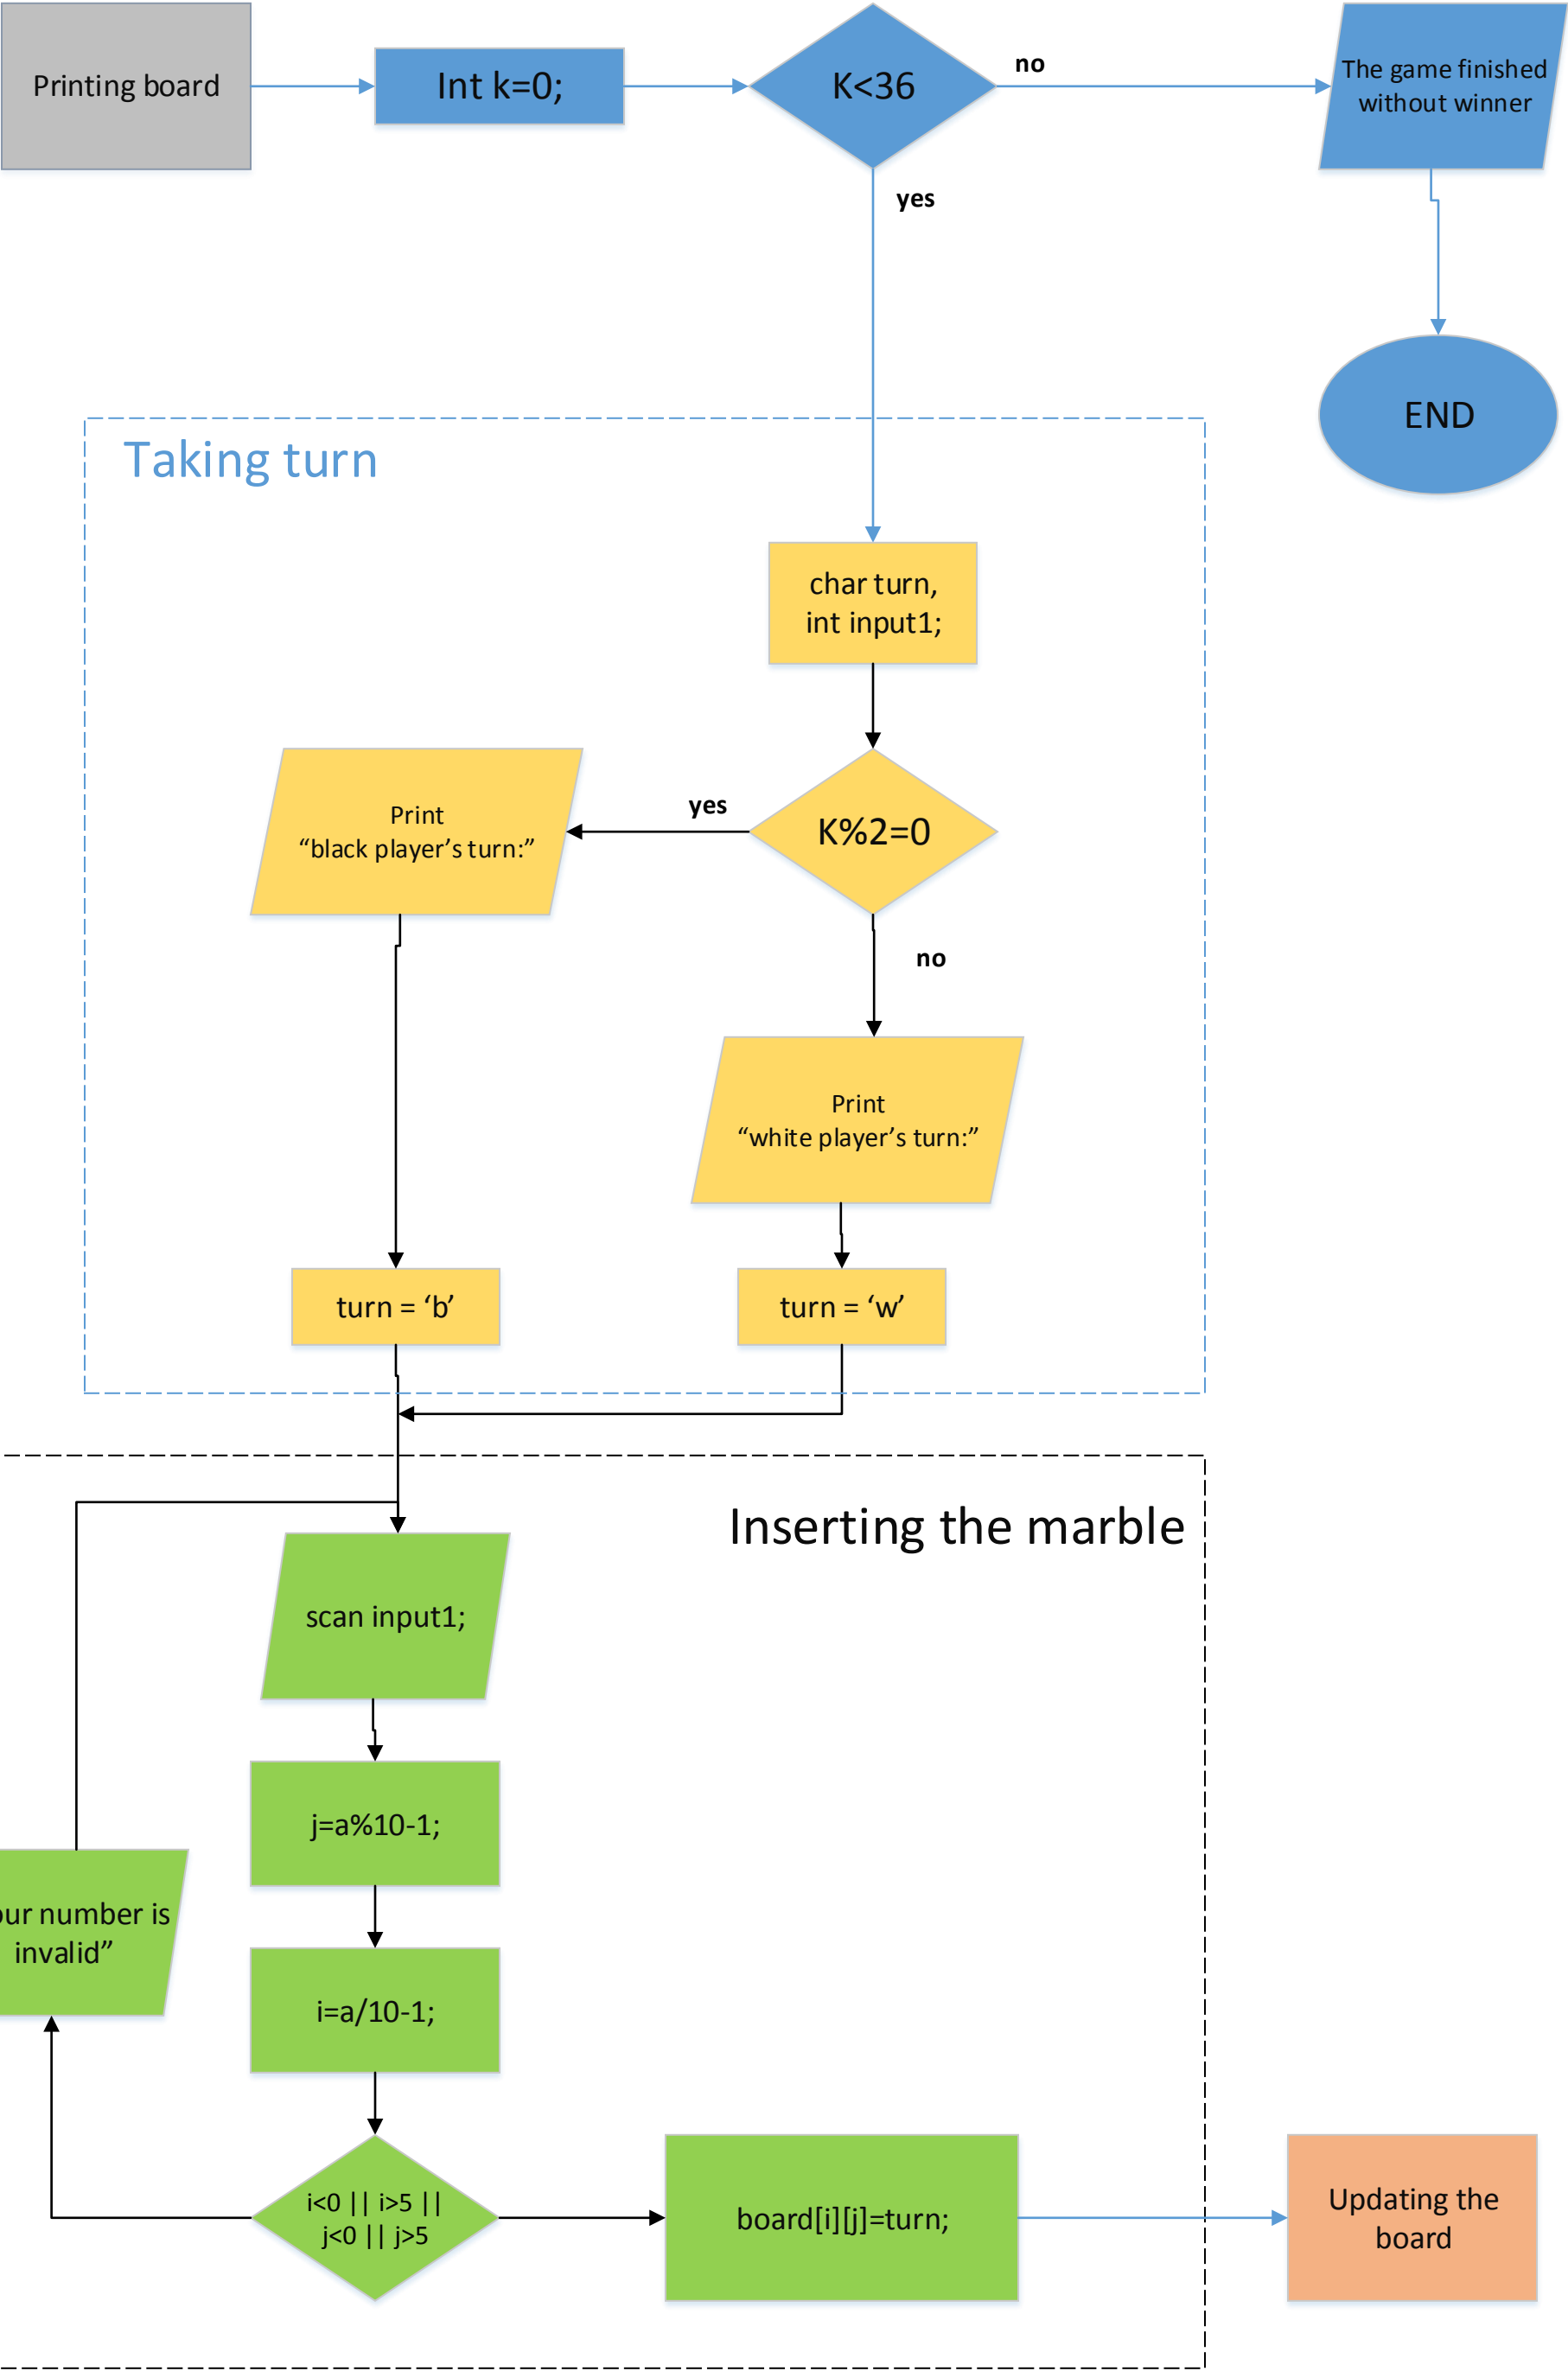 Printing board
Int k=0;
K<36
no
The game finished
without winner
yes
END
Taking turn
char turn,
int input1;
Print
“black player’s turn:”
yes
K%2=0
no
Print
“white player’s turn:”
turn = ‘b’
turn = ‘w’
Inserting the marble
scan input1;
j=a%10-1;
number is
invalid”
i=a/10-1;
i<0 || i>5 ||
j<0 || j>5
board[i][j]=turn;
Updating the
board